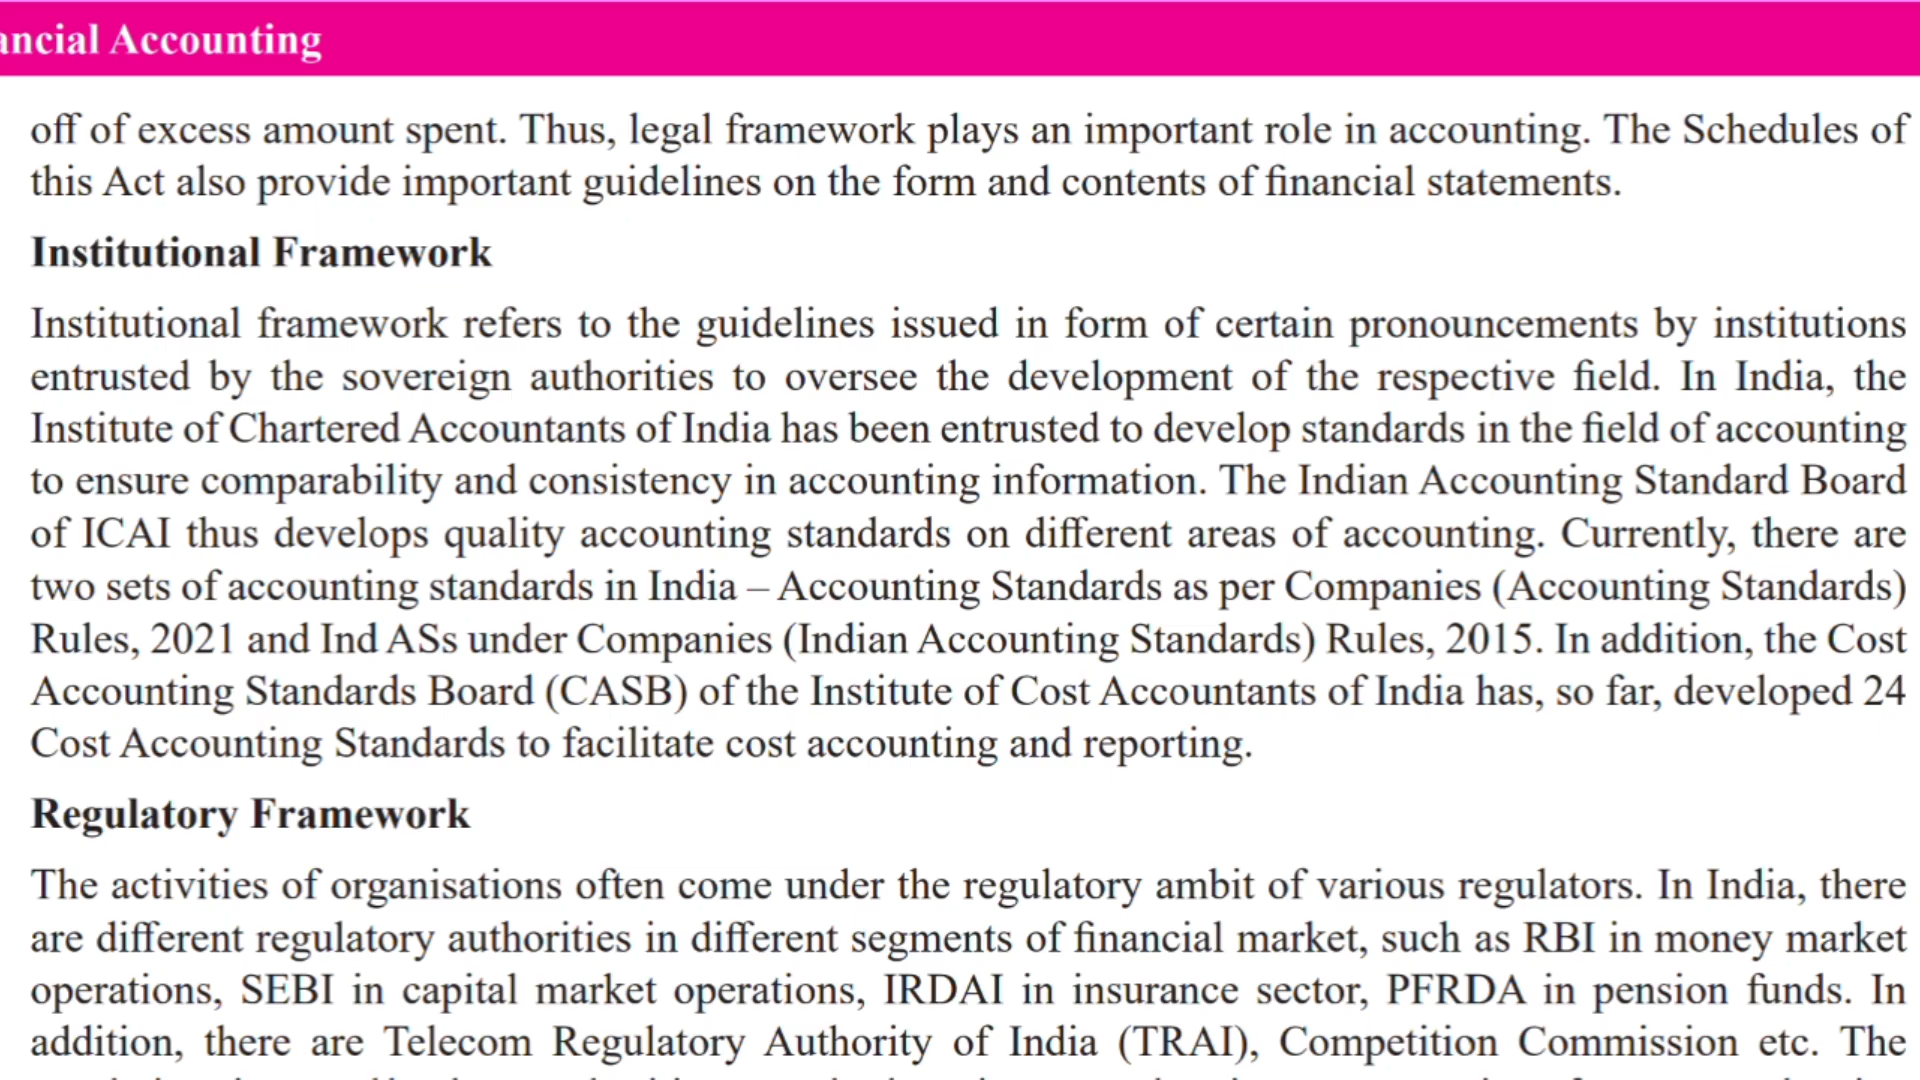 ancial Accounting
off of excess amount spent. Thus, legal framework plays an important role in accounting. The Schedules of
this Act also provide important guidelines on the form and contents of financial statements.
Institutional Framework
Institutional framework refers to the guidelines issued in form of certain pronouncements by institutions
entrusted by the sovereign authorities to oversee the development of the respective field. In India, the
Institute of Chartered Accountants of India has been entrusted to develop standards in the field of accounting
to ensure comparability and consistency in accounting information. The Indian Accounting Standard Board
of ICAI thus develops quality accounting standards on different areas of accounting. Currently, there are
two sets of accounting standards in India – Accounting Standards as per Companies (Accounting Standards)
Rules, 2021 and Ind ASs under Companies (Indian Accounting Standards) Rules, 2015. In addition, the Cost
Accounting Standards Board (CASB) of the Institute of Cost Accountants of India has, so far, developed 24
Cost Accounting Standards to facilitate cost accounting and reporting.
Regulatory Framework
The activities of organisations often come under the regulatory ambit of various regulators. In India, there
are different regulatory authorities in different segments of financial market, such as RBI in money market
operations, SEBI in capital market operations, IRDAI in insurance sector, PFRDA in pension funds. In
addition, there are Telecom Regulatory Authority of India (TRAI), Competition Commission etc. The